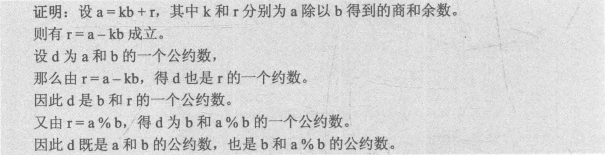 证明：设 a = kb + r，其中 k 和 r 分别为 a 除以 b 得到的商和余数。
则有 r = a – kb 成立。
设 d 为 a 和 b 的一个公约数，
那么由 r = a – kb，得 d 也是 r 的一个约数。
因此 d 是 b 和 r 的一个公约数。
又由 r = a % b，得 d 为 b 和 a % b 的一个公约数。
因此 d 既是 a 和 b 的公约数，也是 b 和 a % b 的公约数。